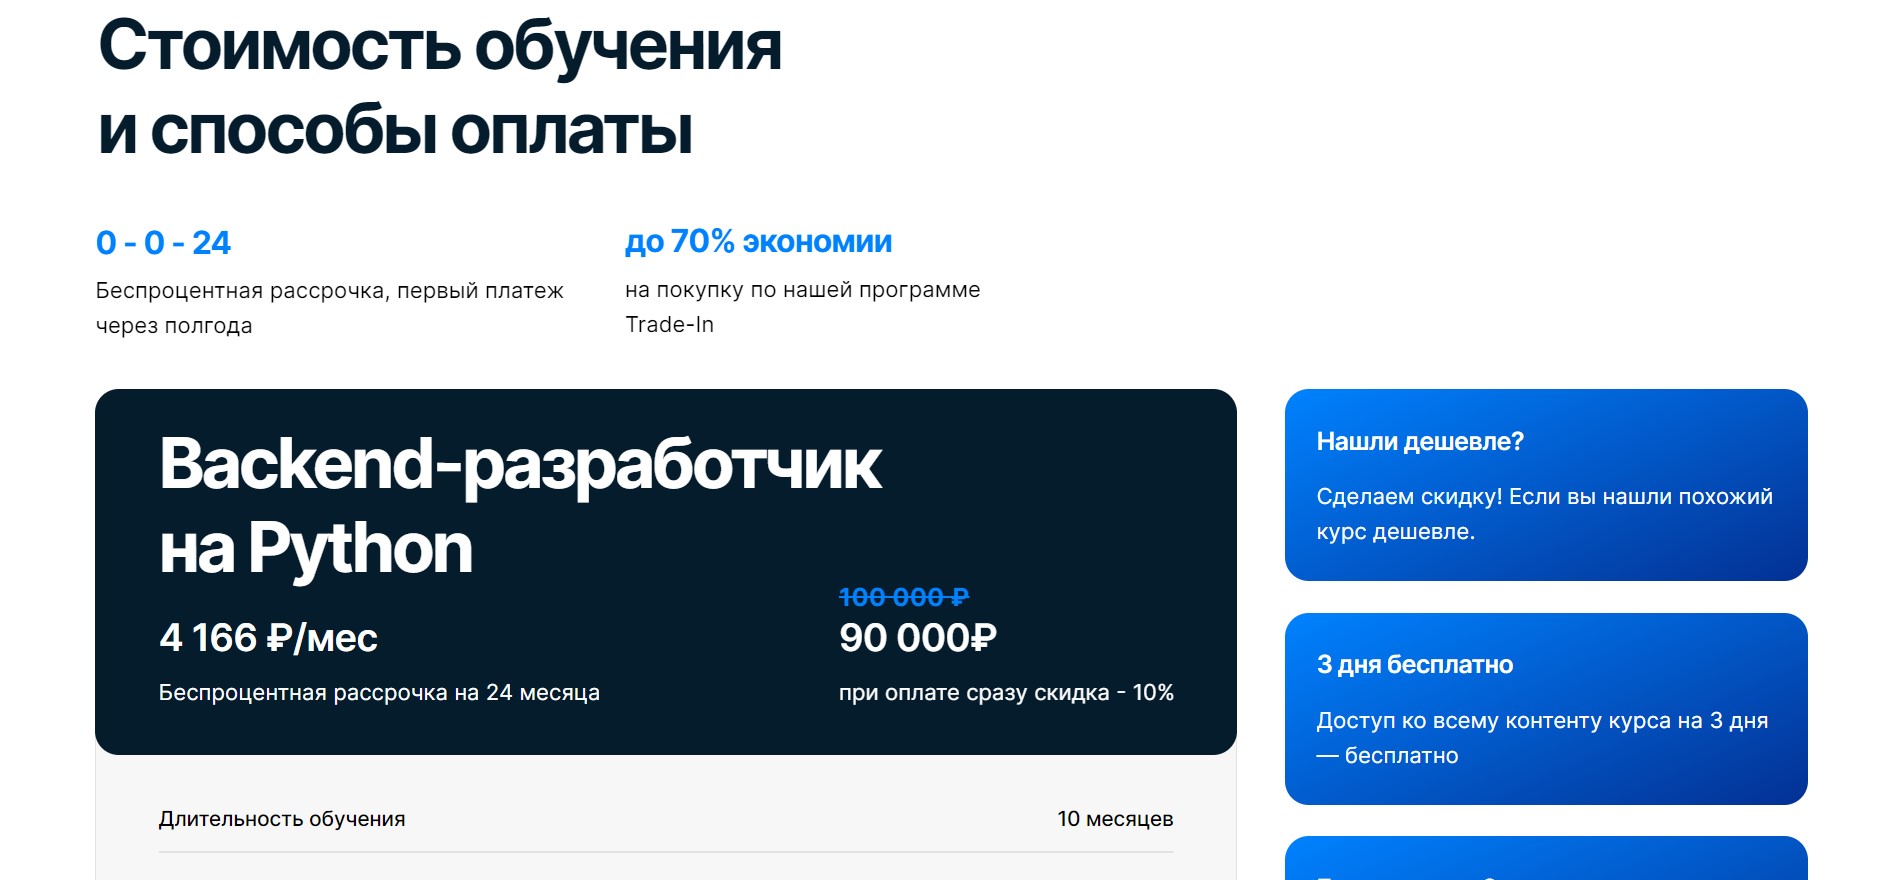 Стоимость обучения
и способы оплаты
0 - 0 - 24
Беспроцентная рассрочка, первый платеж
через полгода
до 70% экономии
на покупку по нашей программе
Trade-In
Backend-разработчик
на Python
4 166 ₽/мес
Беспроцентная рассрочка на 24 месяца
100 000 ₽
90 000₽
при оплате сразу скидка - 10%
Длительность обучения
10 месяцев
Нашли дешевле?
Сделаем скидку! Если вы нашли похожий
курс дешевле.
3 дня бесплатно
Доступ ко всему контенту курса на 3 дня
— бесплатно